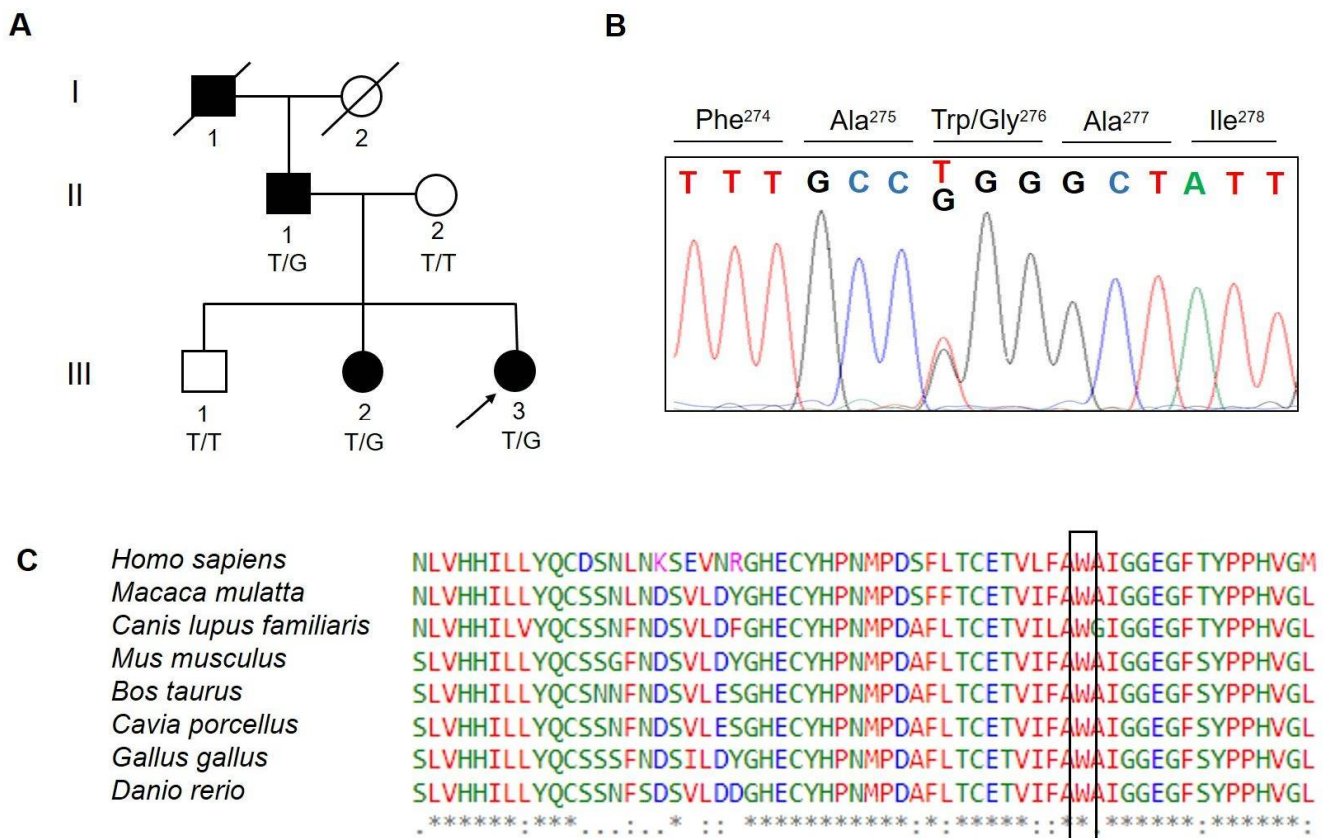 A
I
1
2
II
1
2
T/G
T/T
III
1
2
3
T/T
T/G
T/G
B
Phe274 Ala275 Trp/Gly276 Ala277 Ile278
T T T G C C T G G G C T A T T
G
C
Homo sapiens NLVHHILLYQCDSNLNKSEVNRGHECYHPNMPDSFLTCETVLFAWAIGGEGFTYPPHVGM
Macaca mulatta NLVHHILLYQCSSNLNDSVLDYGHECYHPNMPDSFFTCETVIFAWAIGGEGFTYPPHVGL
Canis lupus familiaris NLVHHILVYQCSSNFNDSVLDFGHECYHPNMPDAFLTCETVILAWGIGGEGFTYPPHVGL
Mus musculus SLVHHILLYQCSSGFNDSVLDYGHECYHPNMPDAFLTCETVIFAWAIGGEGFSYPPHVGL
Bos taurus SLVHHILLYQCSNNFNDSVLESGHECYHPNMPDAFLTCETVIFAWAIGGEGFSYPPHVGL
Cavia porcellus SLVHHILLYQCSSNFNDSVLESGHECYHPNMPDAFLTCETVIFAWAIGGEGFSYPPHVGL
Gallus gallus SLVHHILLYQCSSSFNDSILDYGHECYHPNMPDAFLTCETVIFAWAIGGEGFSYPPHVGL
Danio rerio SLVHHILLYQCSSNFSDSVLDDGHECYHPNMPDAFLTCETVIFAWAIGGEGFSYPPHVGL
.******:***...:..* :: ***********:*:*****::**.******:*******: